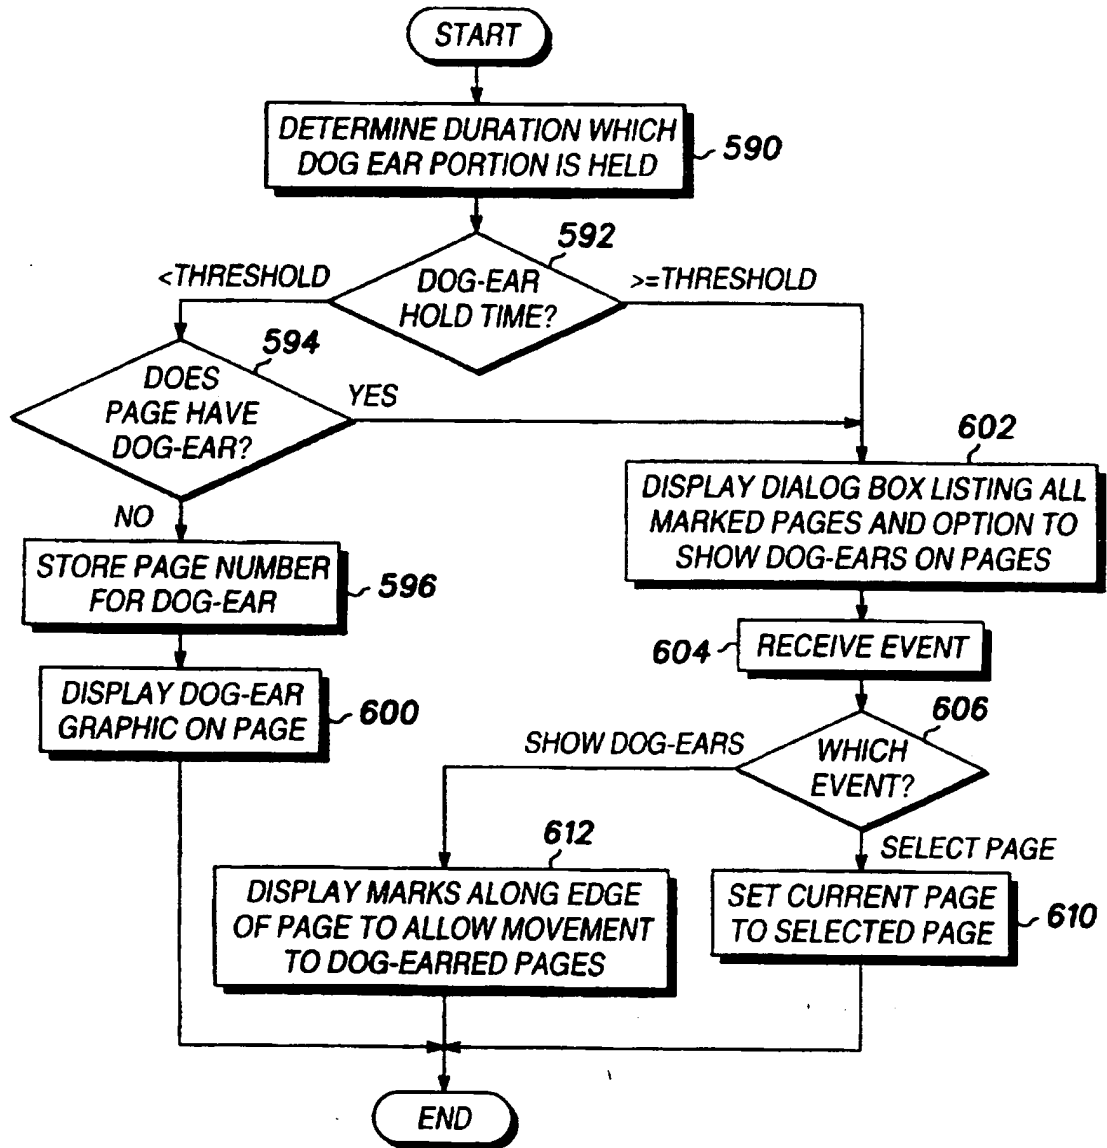 START
DETERMINE DURATION WHICH
DOG EAR PORTION IS HELD
590
592
<THRESHOLD
DOG-EAR
HOLD TIME?
>=THRESHOLD
594
DOES
PAGE HAVE
DOG-EAR?
YES
NO
602
DISPLAY DIALOG BOX LISTING ALL
MARKED PAGES AND OPTION TO
SHOW DOG-EARS ON PAGES
STORE PAGE NUMBER
FOR DOG-EAR
596
604
RECEIVE EVENT
DISPLAY DOG-EAR
GRAPHIC ON PAGE
600
606
SHOW DOG-EARS
WHICH
EVENT?
612
SELECT PAGE
DISPLAY MARKS ALONG EDGE
OF PAGE TO ALLOW MOVEMENT
TO DOG-EARRED PAGES
SET CURRENT PAGE
TO SELECTED PAGE
610
END